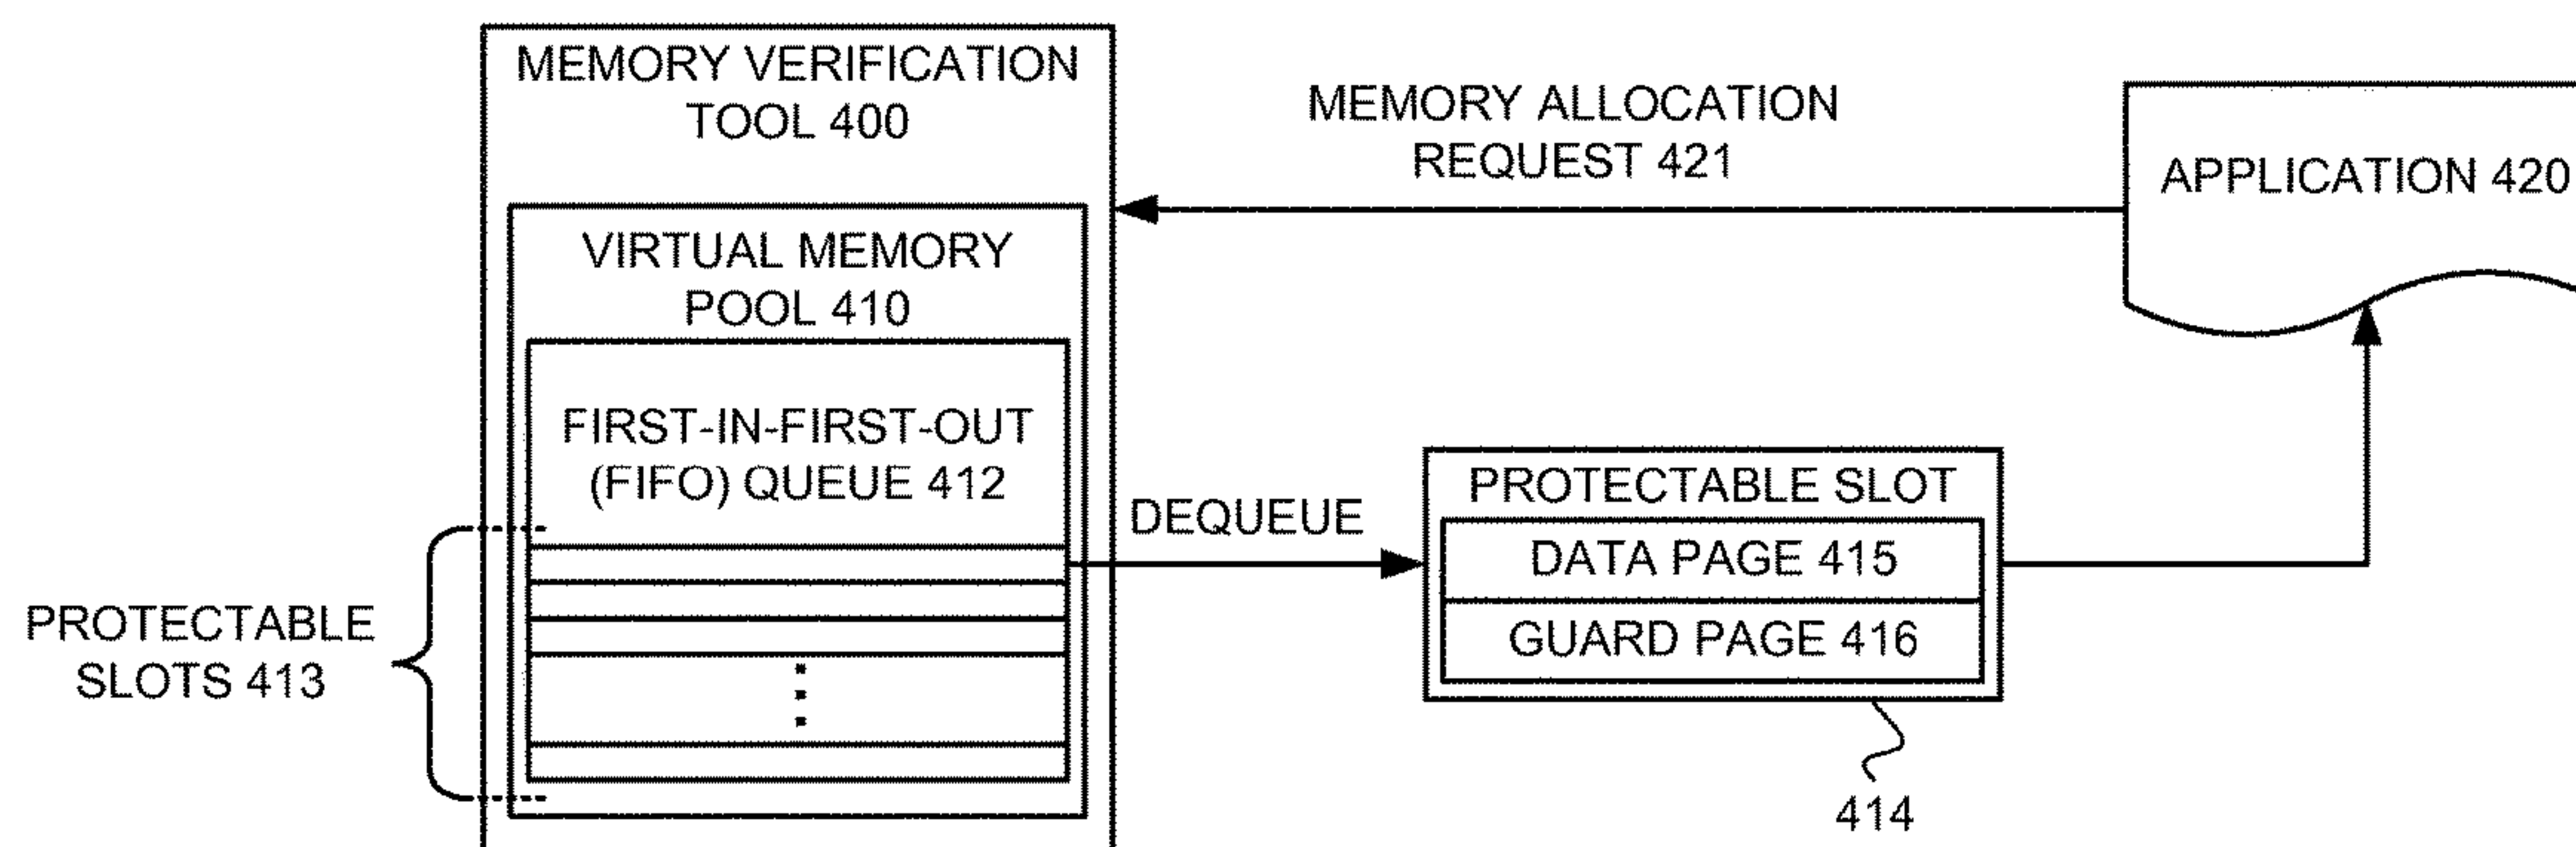 MEMORY VERIFICATION
TOOL 400
MEMORY ALLOCATION
REQUEST 421
APPLICATION 420
VIRTUAL MEMORY
POOL 410
FIRST-IN-FIRST-OUT
(FIFO) QUEUE 412
DEQUEUE
PROTECTABLE SLOT
DATA PAGE 415
GUARD PAGE 416
PROTECTABLE
SLOTS 413
414